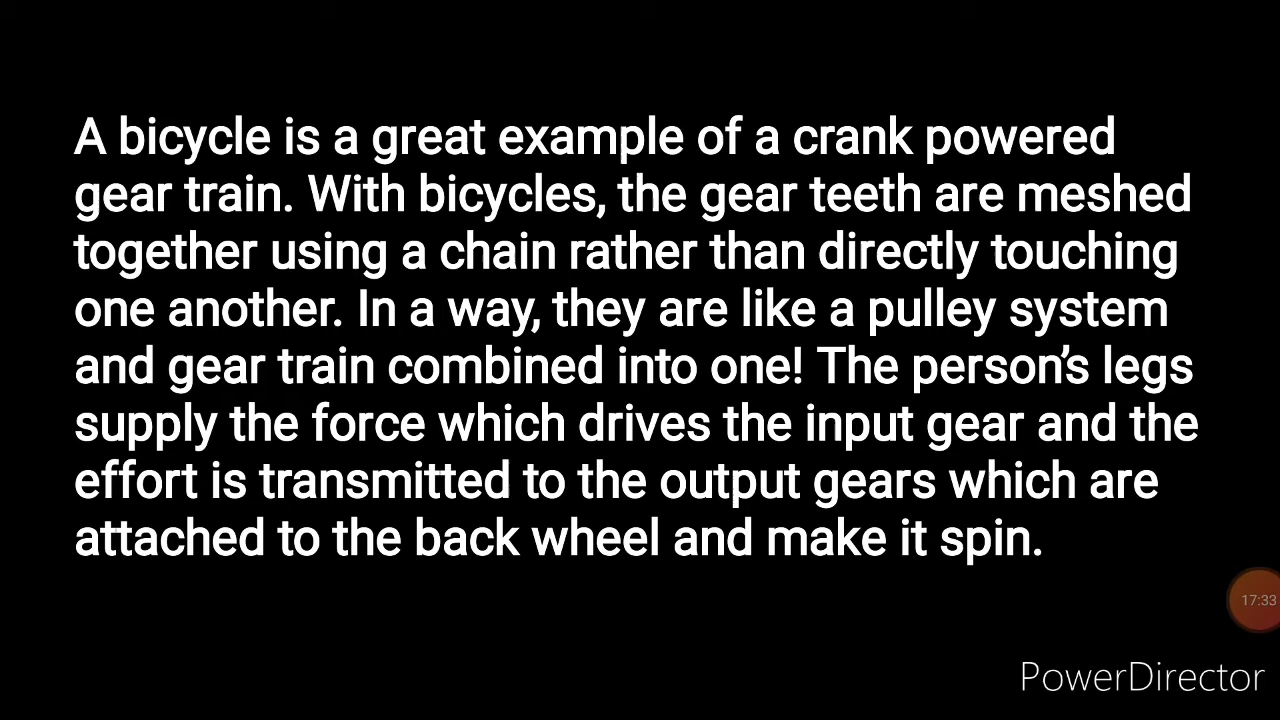 A bicycle is a great example of a crank powered
gear train. With bicycles, the gear teeth are meshed
together using a chain rather than directly touching
one another. In a way, they are like a pulley system
and gear train combined into one! The person's legs
supply the force which drives the input gear and the
effort is transmitted to the output gears which are
attached to the back wheel and make it spin.
17:33
PowerDirector